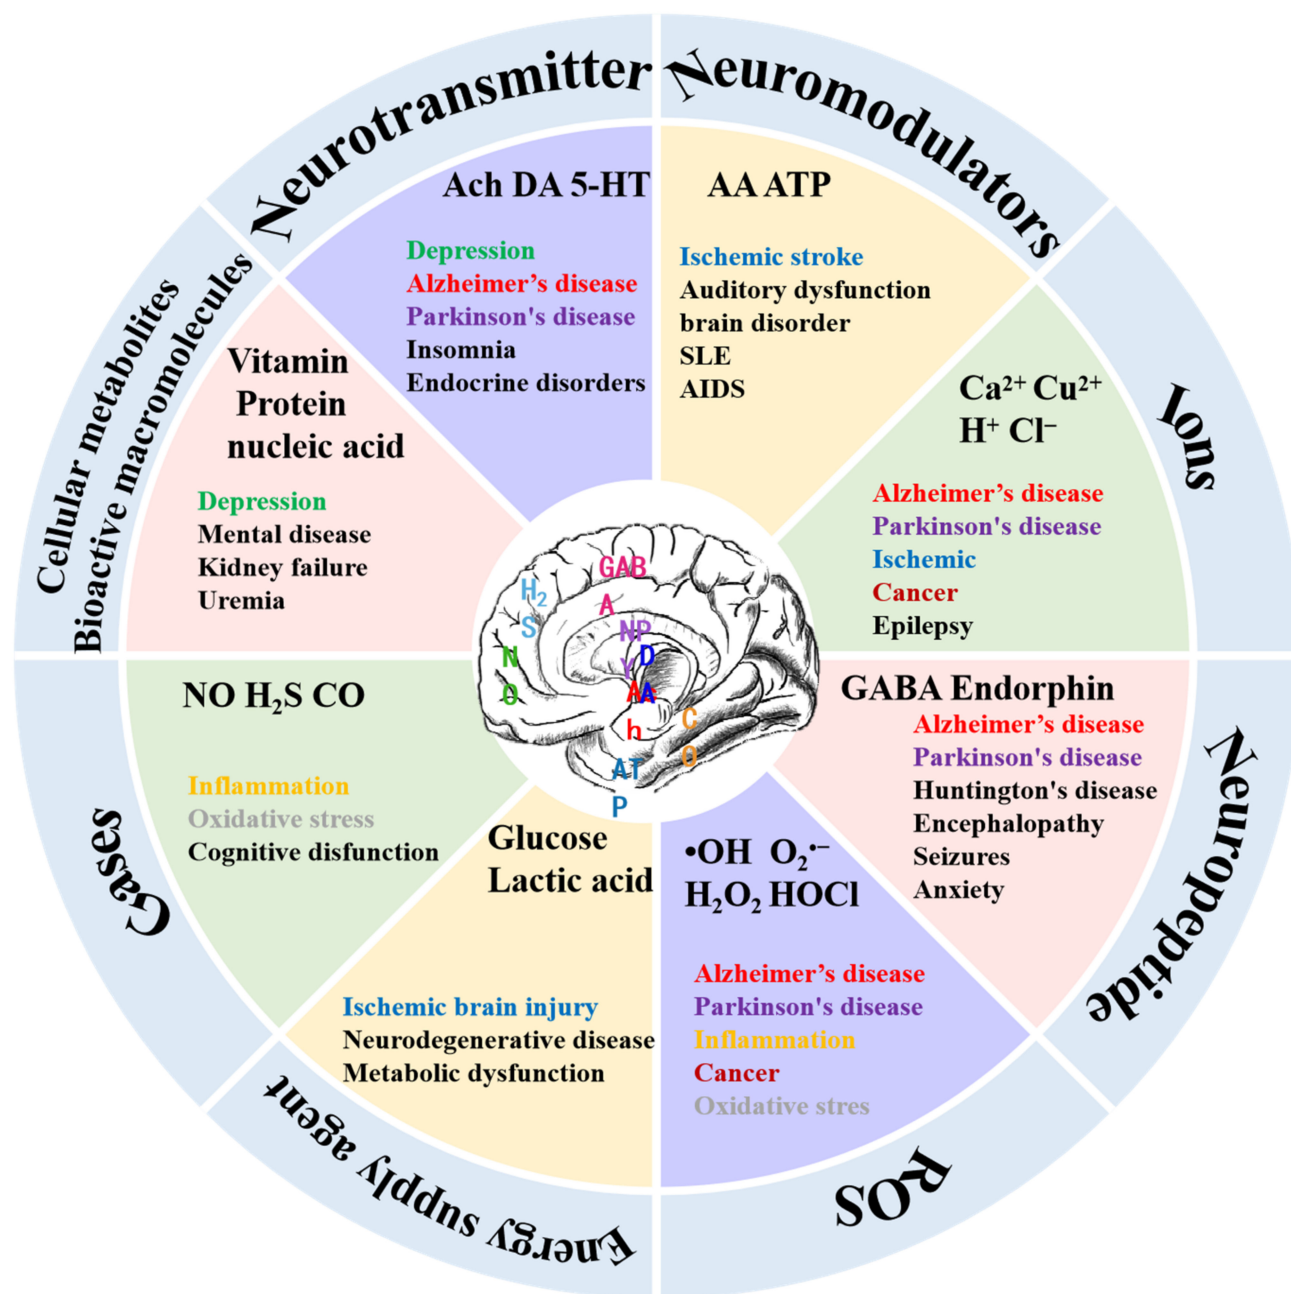 Neurotransmitter
Ach DA 5-HT
Depression
Alzheimer’s disease
Parkinson's disease
Insomnia
Endocrine disorders
Neuromodulators
AA ATP
Ischemic stroke
Auditory dysfunction
brain disorder
SLE
AIDS
Ions
Ca²⁺ Cu²⁺
H⁺ Cl⁻
Alzheimer’s disease
Parkinson's disease
Ischemic
Cancer
Epilepsy
Neuropeptide
GABA Endorphin
Alzheimer’s disease
Parkinson's disease
Huntington's disease
Encephalopathy
Seizures
Anxiety
ROS
•OH O₂•⁻
H₂O₂ HOCl
Alzheimer’s disease
Parkinson's disease
Inflammation
Cancer
Oxidative stres
Energy supply agent
Glucose
Lactic acid
Ischemic brain injury
Neurodegenerative disease
Metabolic dysfunction
Gases
NO H₂S CO
Inflammation
Oxidative stress
Cognitive disfunction
Cellular metabolites
Bioactive macromolecules
Vitamin
Protein
nucleic acid
Depression
Mental disease
Kidney failure
Uremia
GAB
A
H₂
S
NP
Y
N
O
D
A
A
h
C
O
AT
P